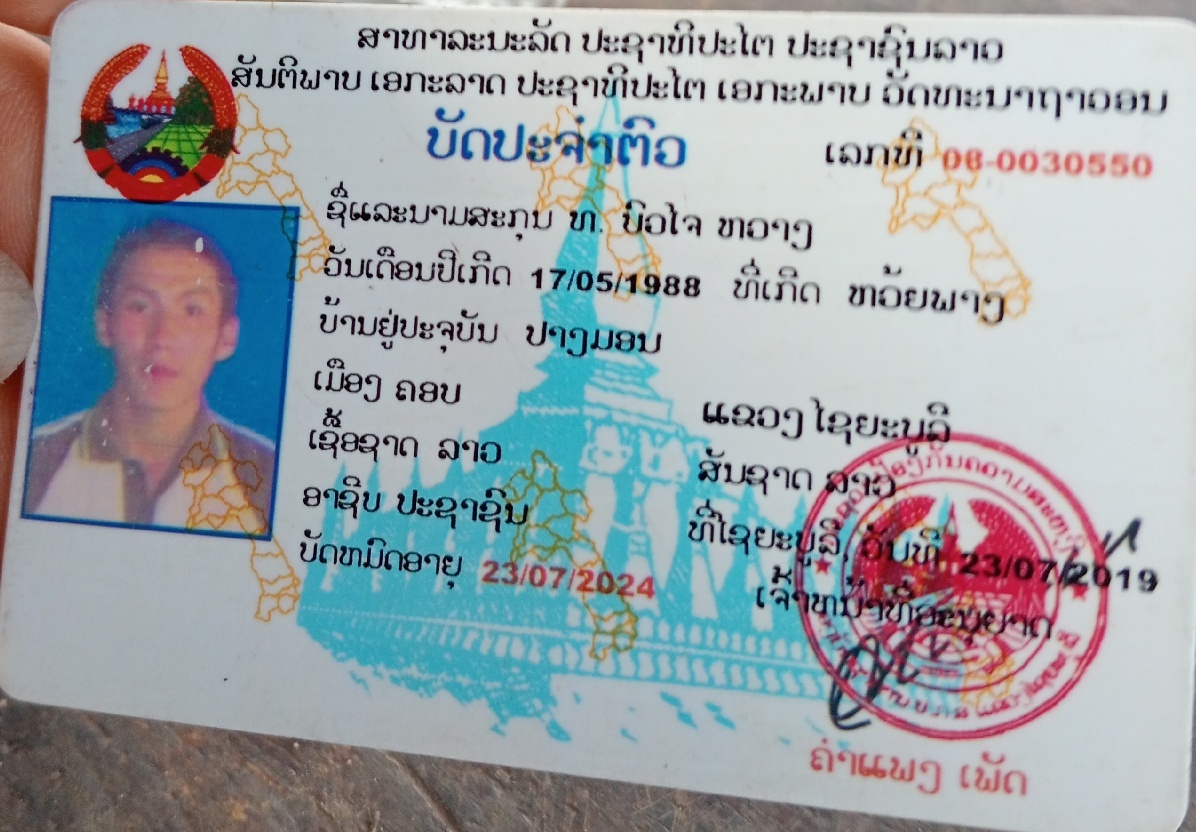 ສາທາລະນະລັດ ປະຊາທິປະໄຕ ປະຊາຊົນລາວ
ສັນຕິພາບ ເອກະລາດ ປະຊາທິປະໄຕ ເອກະພາບ ວັດທະນາຖາວອນ
ບັດປະຈຳຕົວ ເລກທີ 08-0030550
ຊື່ແລະນາມສະກຸນ ທ. ບົວໄຈ ຫວາງ
ວັນເດືອນປີເກີດ 17/05/1988 ທີ່ເກີດ ຫວ້ຍພາງ
ບ້ານຢູ່ປະຈຸບັນ ປາງມອນ
ເມືອງ ຄອບ ແຂວງ ໄຊຍະບູລີ
ເຊື້ອຊາດ ລາວ ສັນຊາດ ລາວ
ອາຊີບ ປະຊາຊົນ ທີ່ໄຊຍະບູລີ, ວັນທີ 23/07/2019
ບັດຫມົດອາຍຸ 23/07/2024 ເຈົ້າຫນ້າທີ່ອະນຸຍາດ
ຄຳແພງ ເພັດ